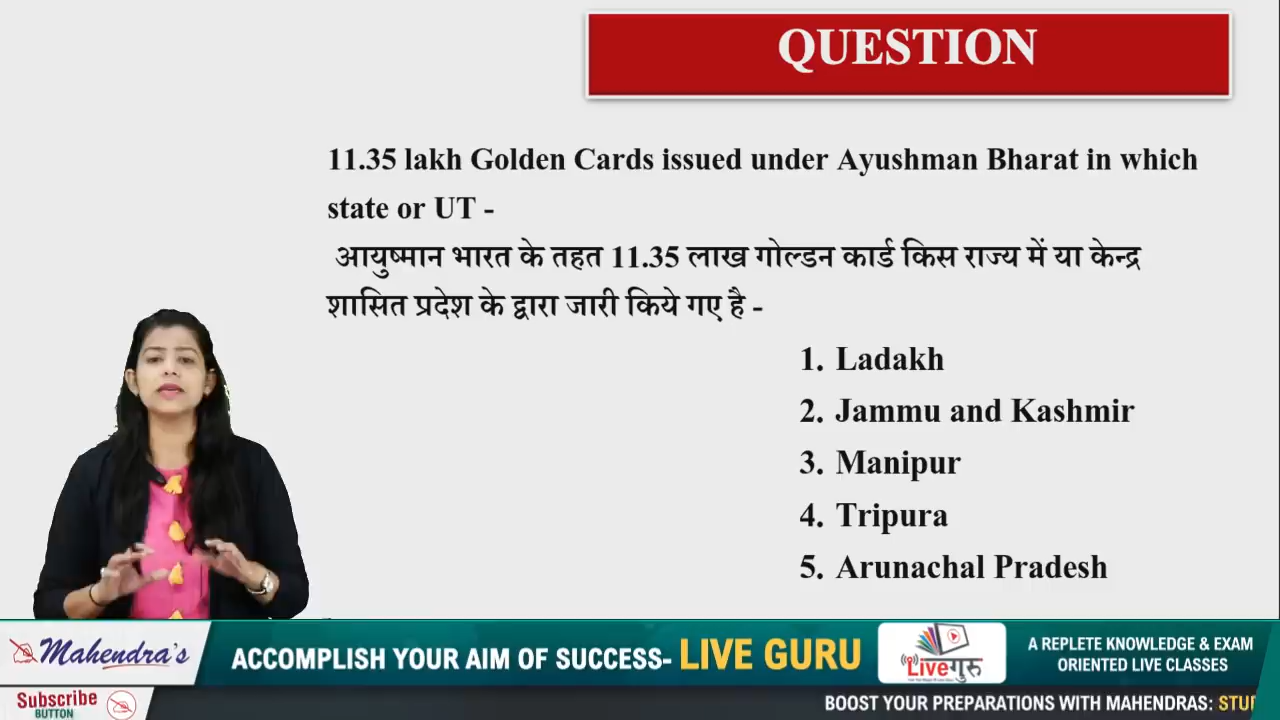 QUESTION
11.35 lakh Golden Cards issued under Ayushman Bharat in which
state or UT -
आयुष्मान भारत के तहत 11.35 लाख गोल्डन कार्ड किस राज्य में या केन्द्र
शासित प्रदेश के द्वारा जारी किये गए है -
1. Ladakh
2. Jammu and Kashmir
3. Manipur
4. Tripura
5. Arunachal Pradesh
Mahendra's
ACCOMPLISH YOUR AIM OF SUCCESS- LIVE GURU
Liveगुरु
A REPLETE KNOWLEDGE & EXAM
ORIENTED LIVE CLASSES
Subscribe
BUTTON
BOOST YOUR PREPARATIONS WITH MAHENDRAS: